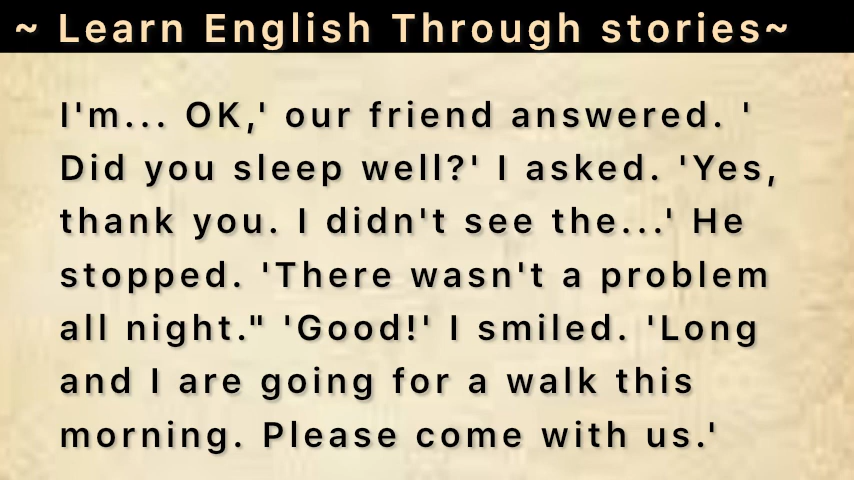 ~ Learn English Through stories~
I'm... OK,' our friend answered. '
Did you sleep well?' I asked. 'Yes,
thank you. I didn't see the...' He
stopped. 'There wasn't a problem
all night." 'Good!' I smiled. 'Long
and I are going for a walk this
morning. Please come with us.'